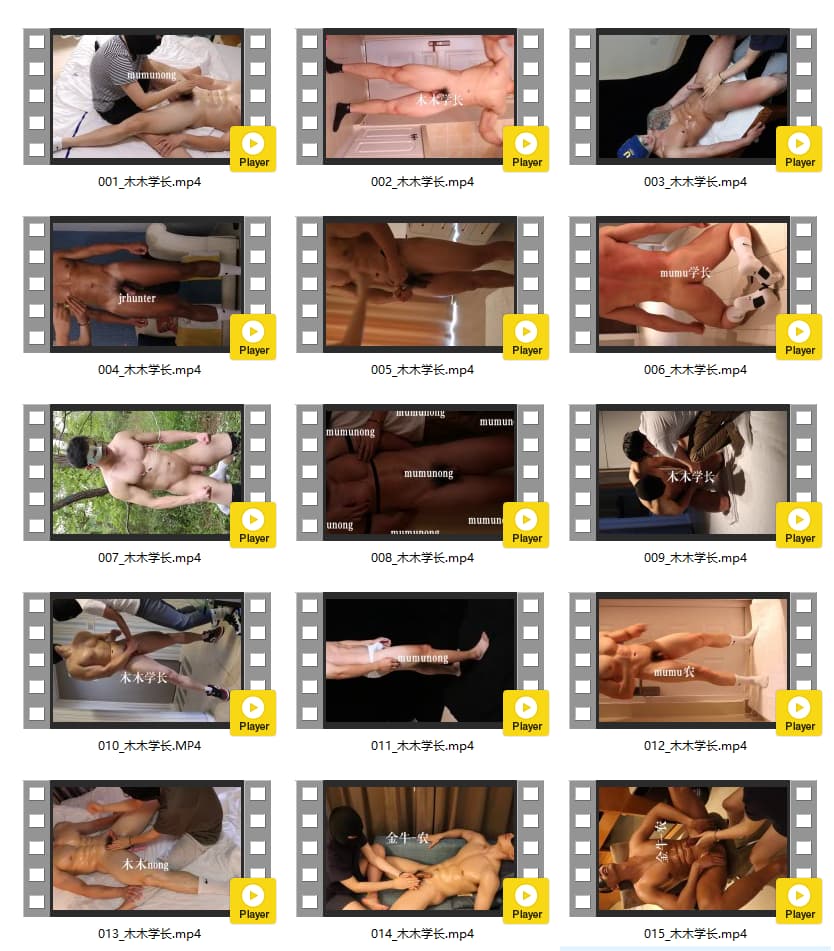 mumunong
Player
001_木木学长.mp4
木木学长
Player
002_木木学长.mp4
Player
003_木木学长.mp4
jrhunter
Player
004_木木学长.mp4
Player
005_木木学长.mp4
mumu学长
Player
006_木木学长.mp4
Player
007_木木学长.mp4
mumunong
mumun
mumunong
mumunong
unong
mumun
mumunong
Player
008_木木学长.mp4
木木学长
Player
009_木木学长.mp4
木木学长
Player
010_木木学长.MP4
mumunong
Player
011_木木学长.mp4
mumu农
Player
012_木木学长.mp4
木木nong
Player
013_木木学长.mp4
金牛-农
Player
014_木木学长.mp4
金牛-农
Player
015_木木学长.mp4